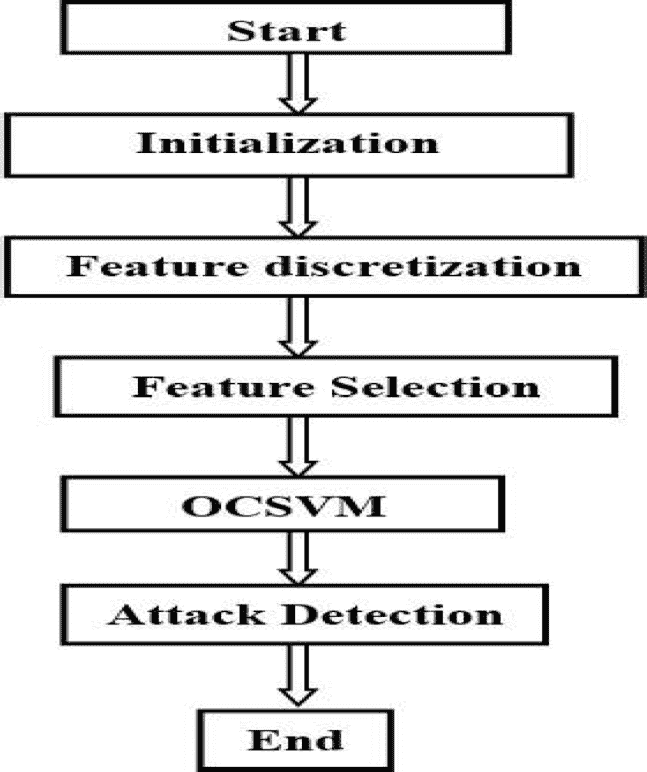 Start
Initialization
Feature discretization
Feature Selection
OCSVM
Attack Detection
End